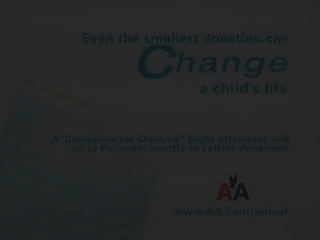 Even the smallest donation can
Change
a child's life
A "Champion for Children" flight attendant will
be in the cabin shortly to collect donations
AA
www.AA.com/unicef